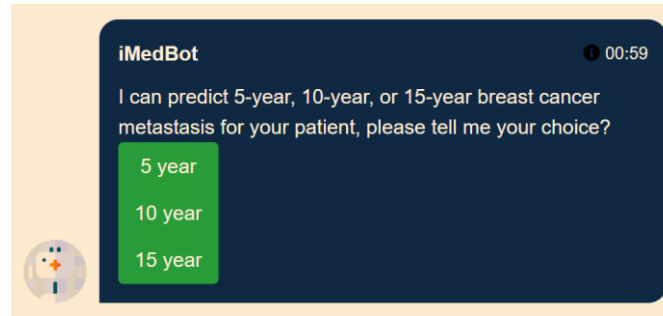 iMedBot
00:59
I can predict 5-year, 10-year, or 15-year breast cancer
metastasis for your patient, please tell me your choice?
5 year
10 year
15 year